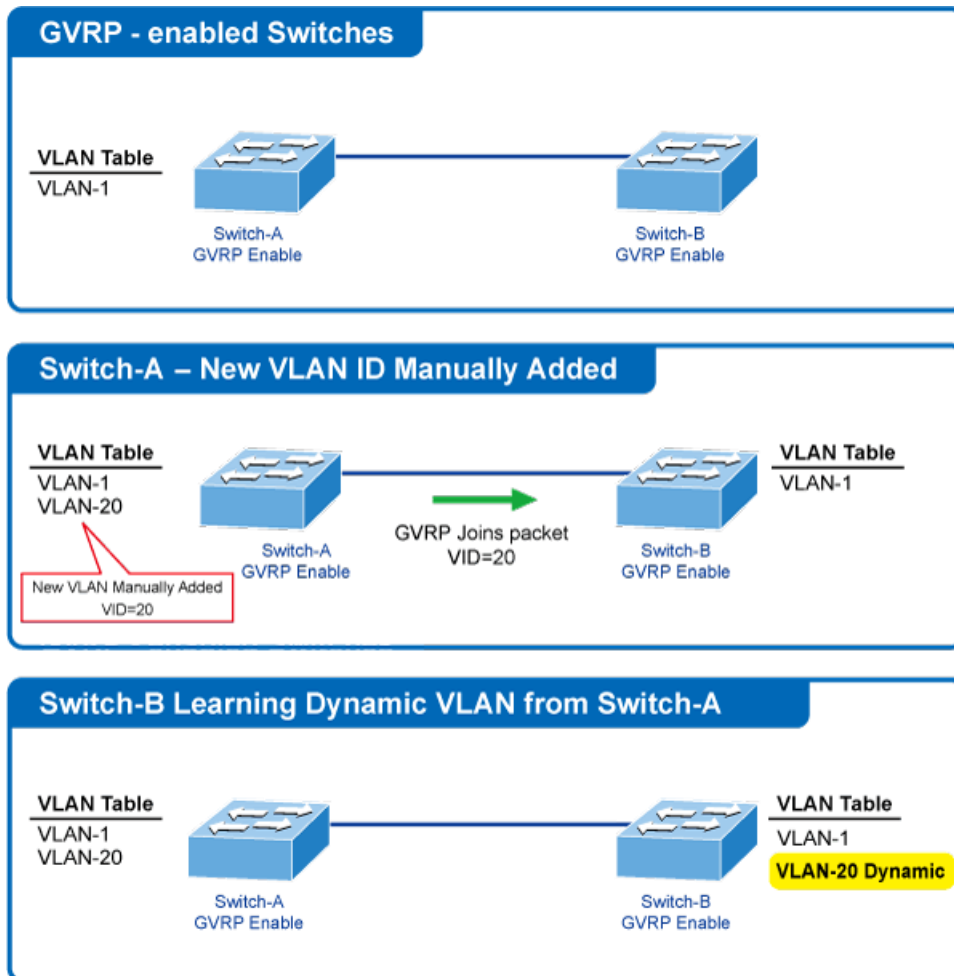 GVRP - enabled Switches
VLAN Table
VLAN-1
Switch-A
GVRP Enable
Switch-B
GVRP Enable
Switch-A – New VLAN ID Manually Added
VLAN Table
VLAN-1
VLAN-20
New VLAN Manually Added
VID=20
Switch-A
GVRP Enable
GVRP Joins packet
VID=20
Switch-B
GVRP Enable
VLAN Table
VLAN-1
Switch-B Learning Dynamic VLAN from Switch-A
VLAN Table
VLAN-1
VLAN-20
Switch-A
GVRP Enable
Switch-B
GVRP Enable
VLAN Table
VLAN-1
VLAN-20 Dynamic